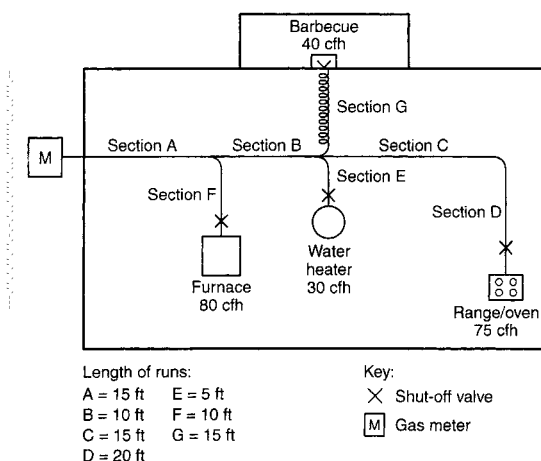 Barbecue
40 cfh
Section G
M
Section A
Section B
Section C
Section F
Section E
Section D
Furnace
80 cfh
Water
heater
30 cfh
Range/oven
75 cfh
Length of runs:
A = 15 ft E = 5 ft
B = 10 ft F = 10 ft
C = 15 ft G = 15 ft
D = 20 ft
Key:
Shut-off valve
M Gas meter